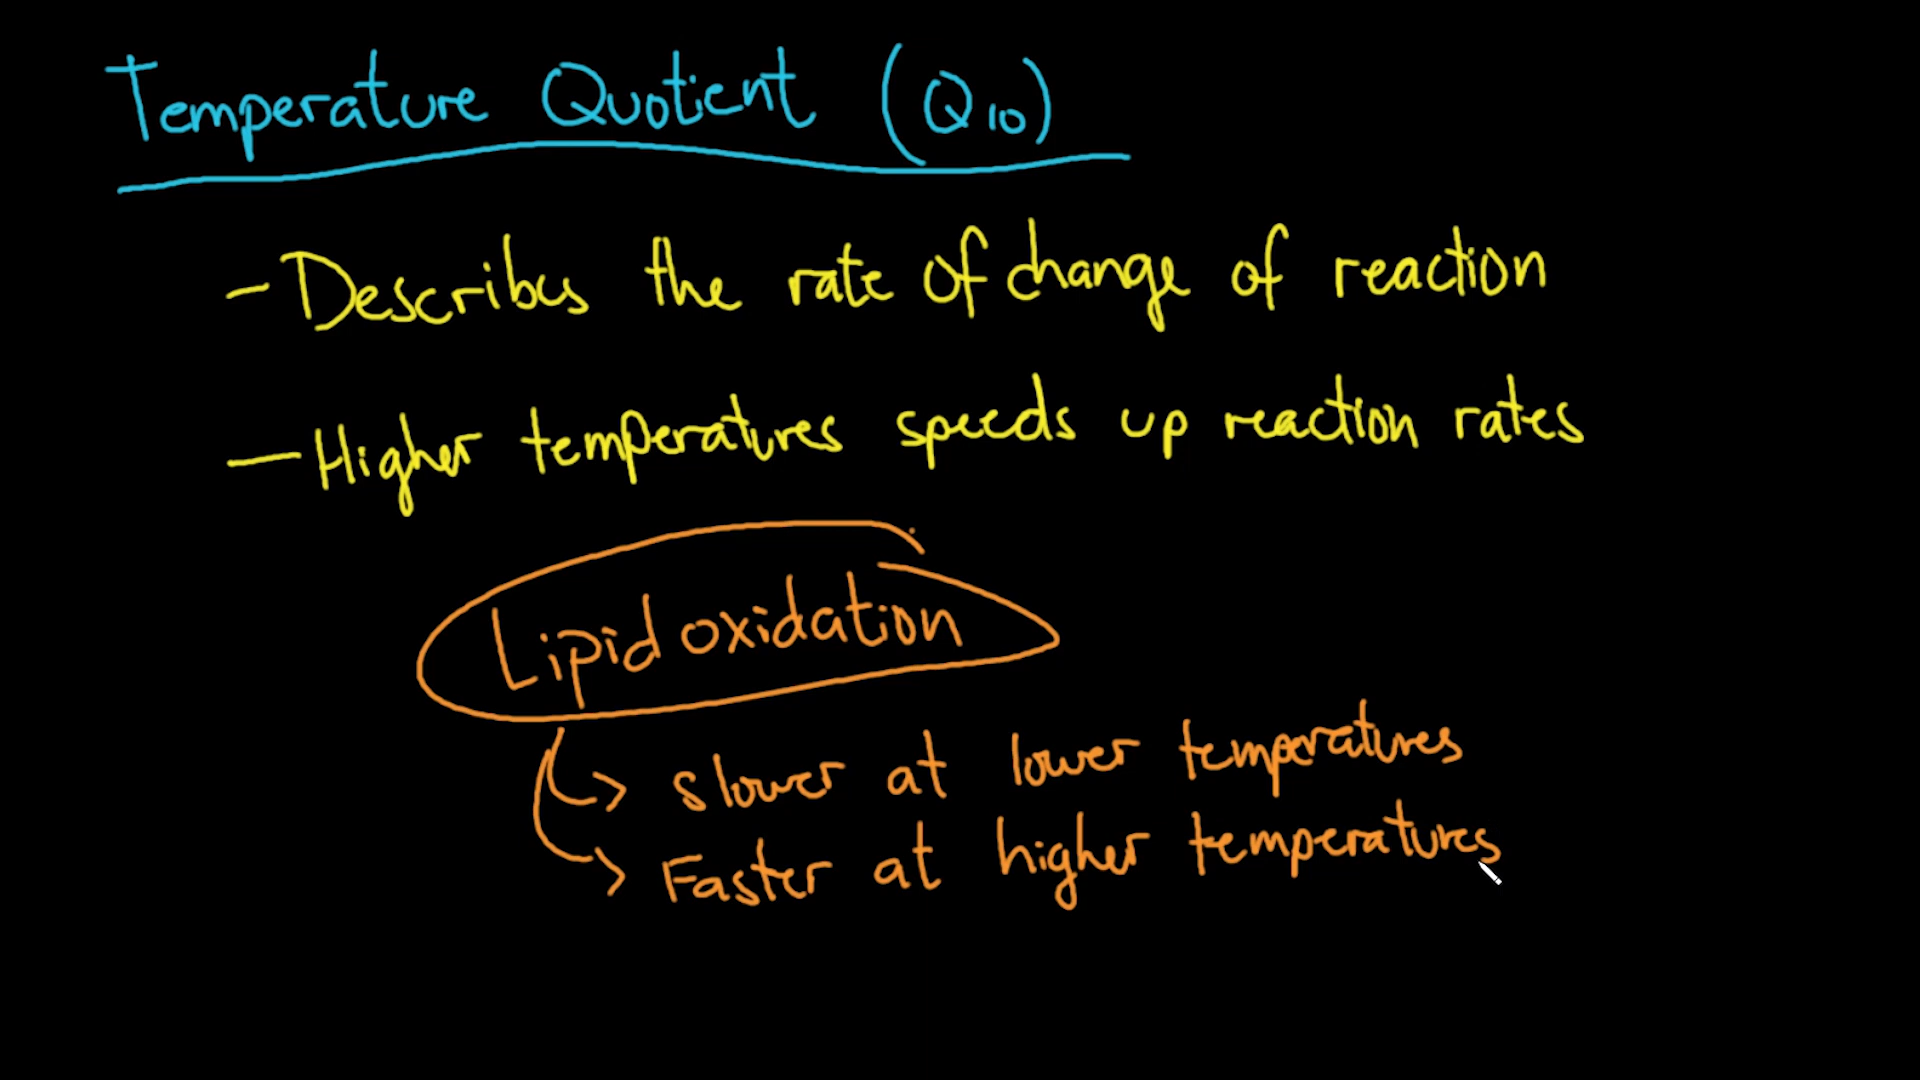 Temperature Quotient (Q10)
- Describes the rate of change of reaction
- Higher temperatures speeds up reaction rates
Lipid oxidation
→ slower at lower temperatures
→ Faster at higher temperatures